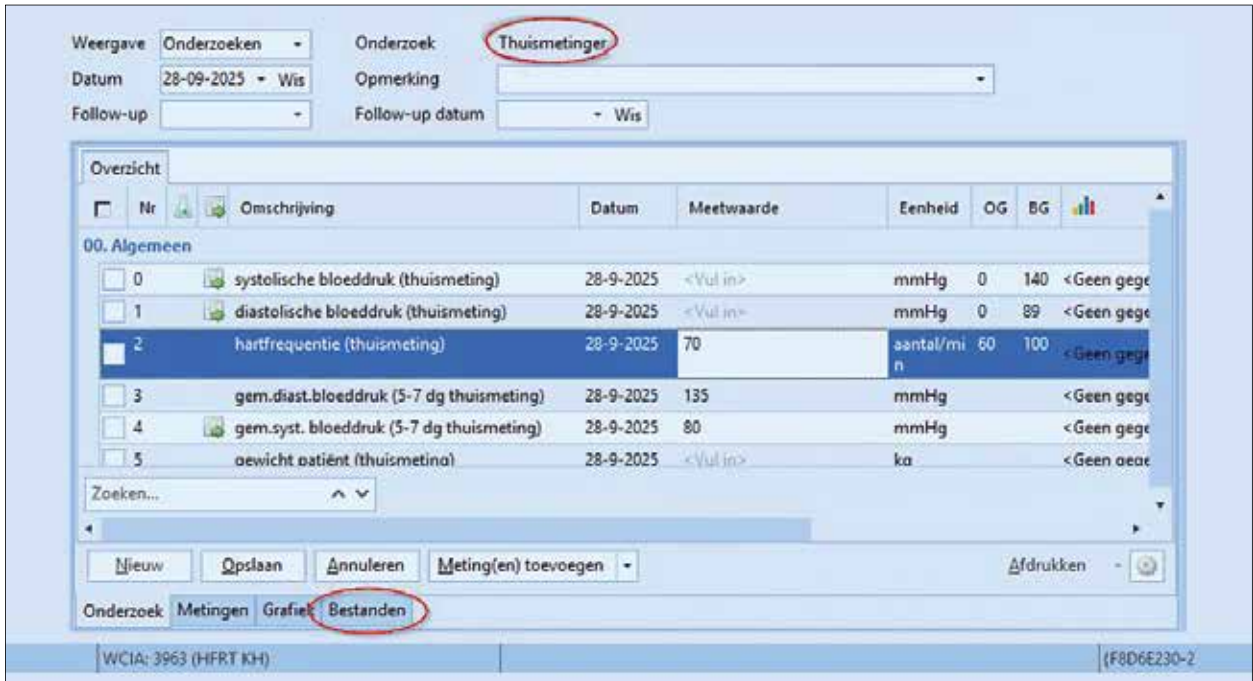 Weergave Onderzoeken Onderzoek Thuismetinger
Datum 28-09-2025 Wis Opmerking
Follow-up Follow-up datum Wis
Overzicht
Nr Omschrijving Datum Meetwaarde Eenheid OG BG
00. Algemeen
0 systolische bloeddruk (thuismeting) 28-9-2025 <Vul in> mmHg 0 140 <Geen gege
1 diastolische bloeddruk (thuismeting) 28-9-2025 <Vul in> mmHg 0 89 <Geen gege
2 hartfrequentie (thuismeting) 28-9-2025 70 aantal/mi 60 100 <Geen gege
n
3 gem.diast.bloeddruk (5-7 dg thuismeting) 28-9-2025 135 mmHg <Geen gege
4 gem.syst. bloeddruk (5-7 dg thuismeting) 28-9-2025 80 mmHg <Geen gege
5 gewicht patiënt (thuismeting) 28-9-2025 <Vul in> kg <Geen gege
Zoeken...
Nieuw Opslaan Annuleren Meting(en) toevoegen Afdrukken
Onderzoek Metingen Grafiek Bestanden
WCIA: 3963 (HFRT KH) (F8D6E230-2